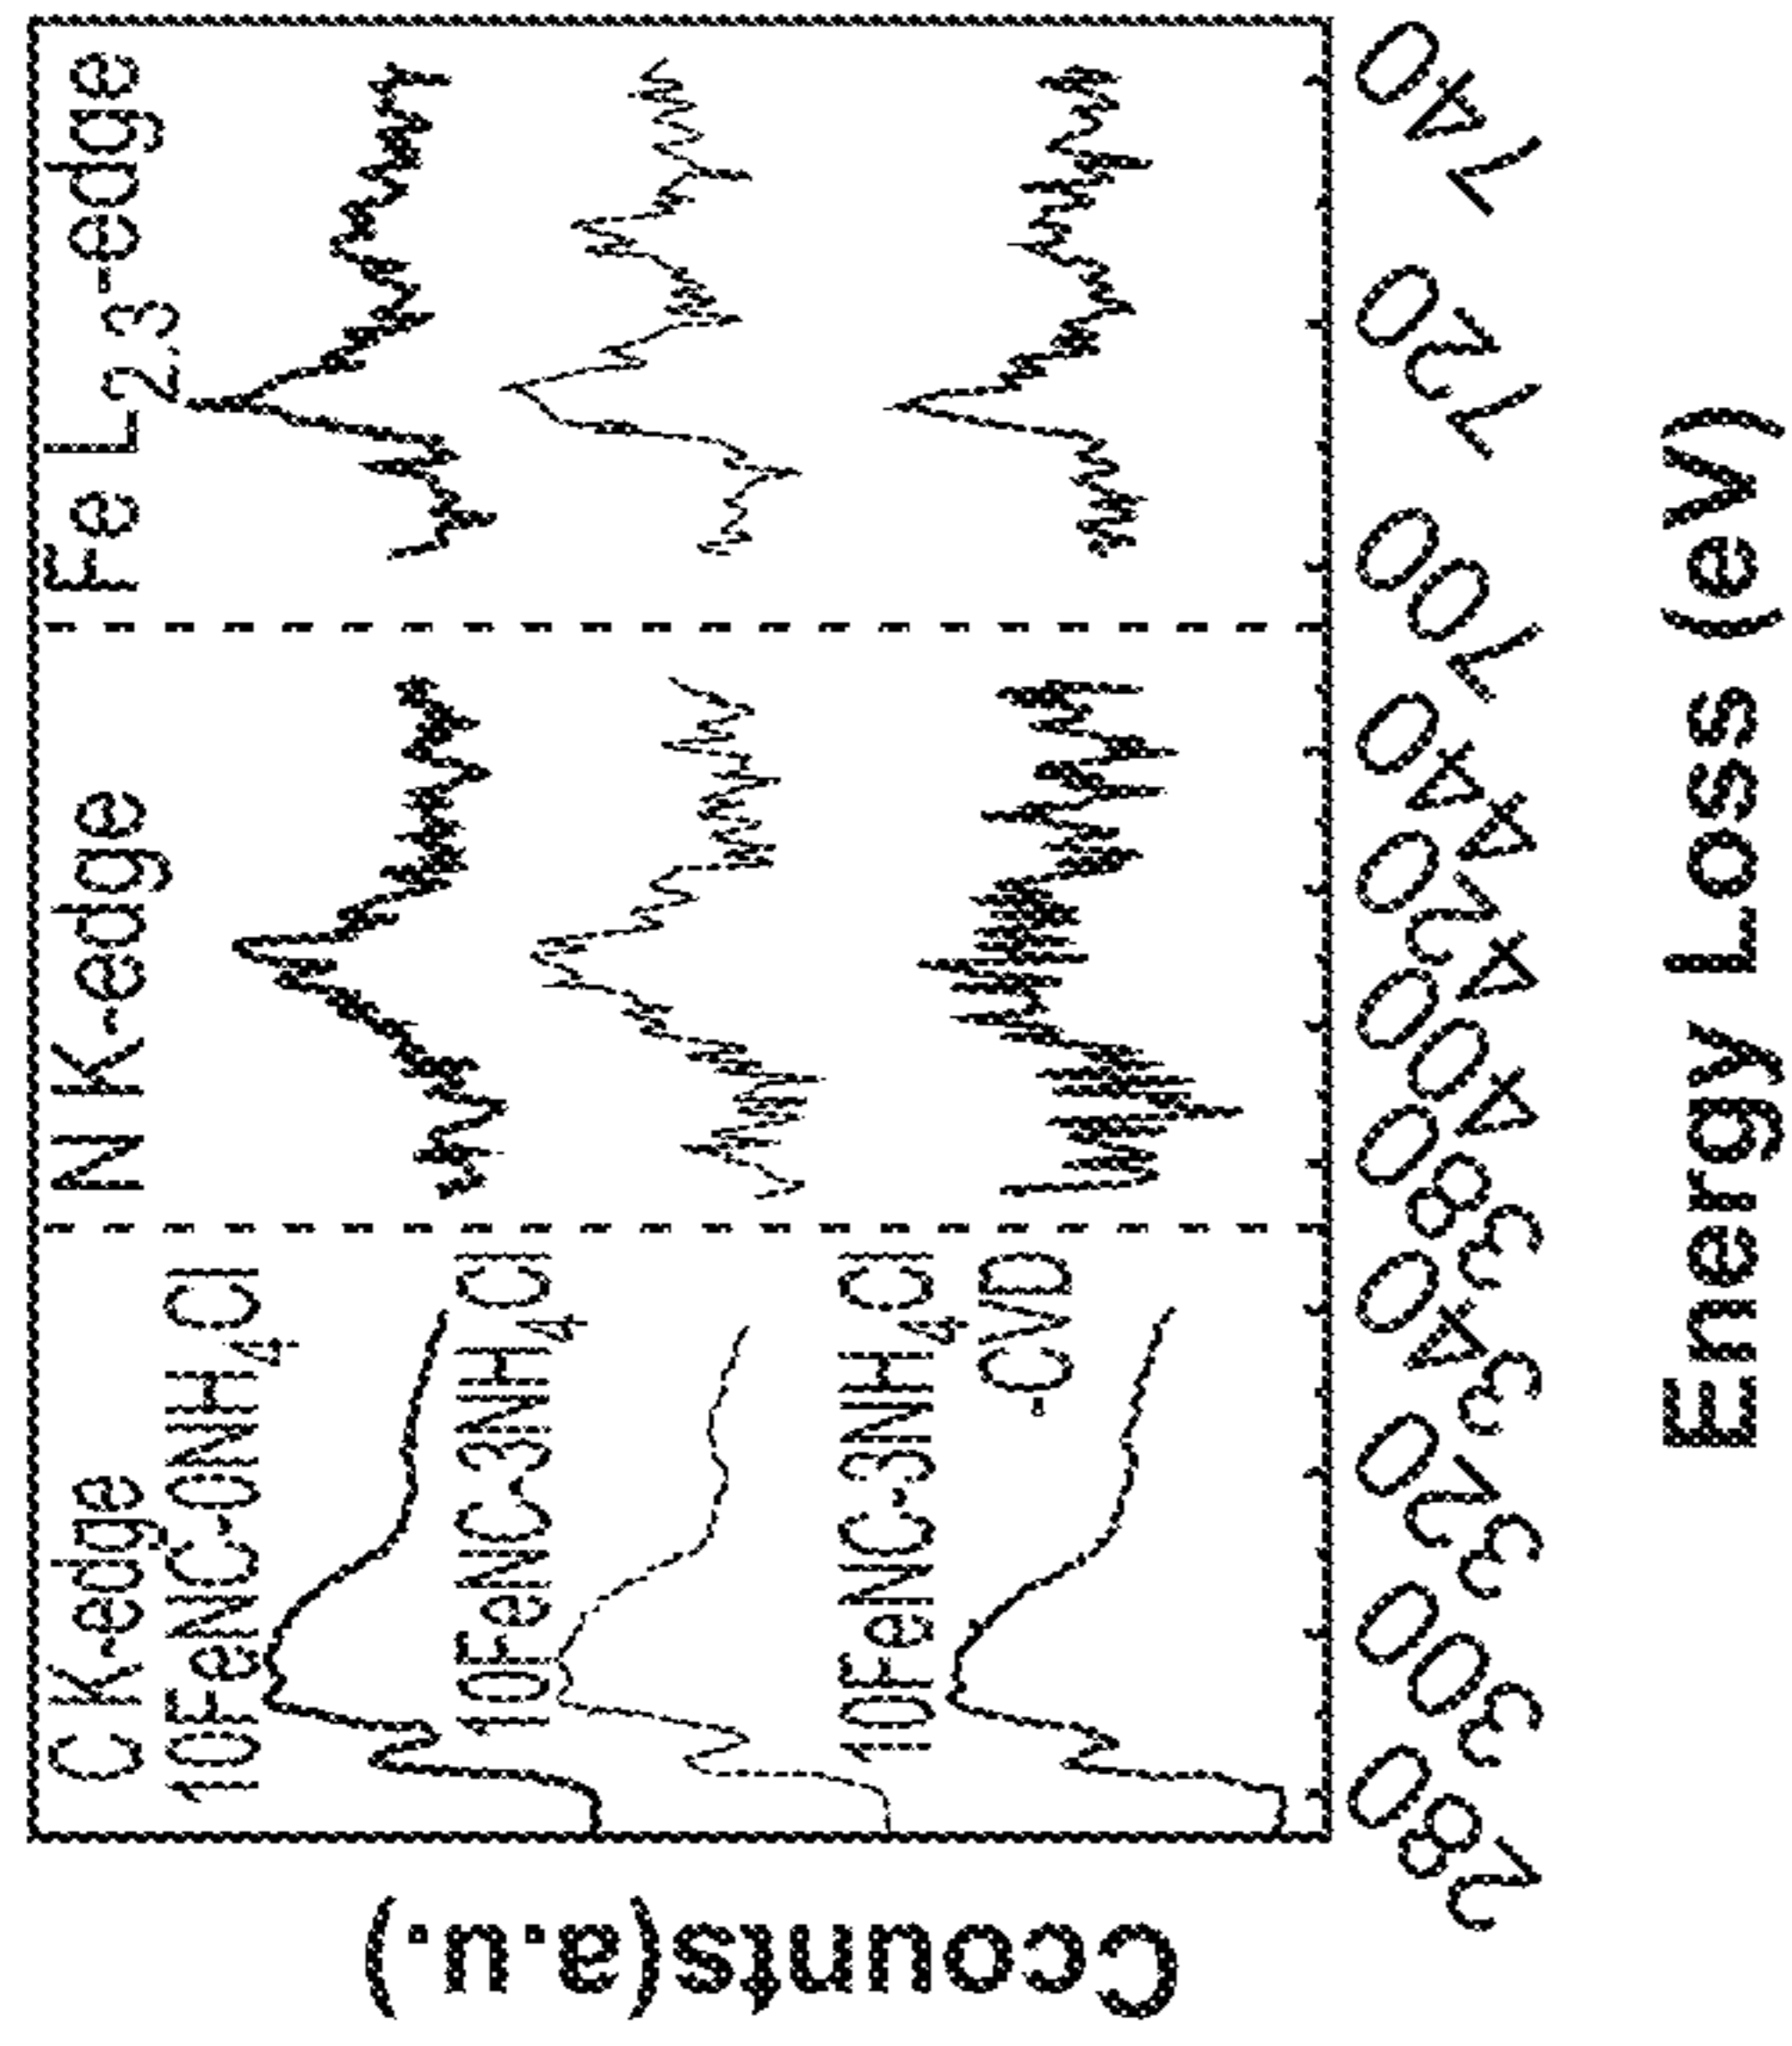 C K-edge
N K-edge
Fe L2,3-edge
10FeNC-0NH4Cl
10FeNC-3NH4Cl
10FeNC-3NH4Cl
-CVD
280
300
320
340
380
400
420
440
700
720
740
Energy Loss (eV)
Ccounts(a.u.)